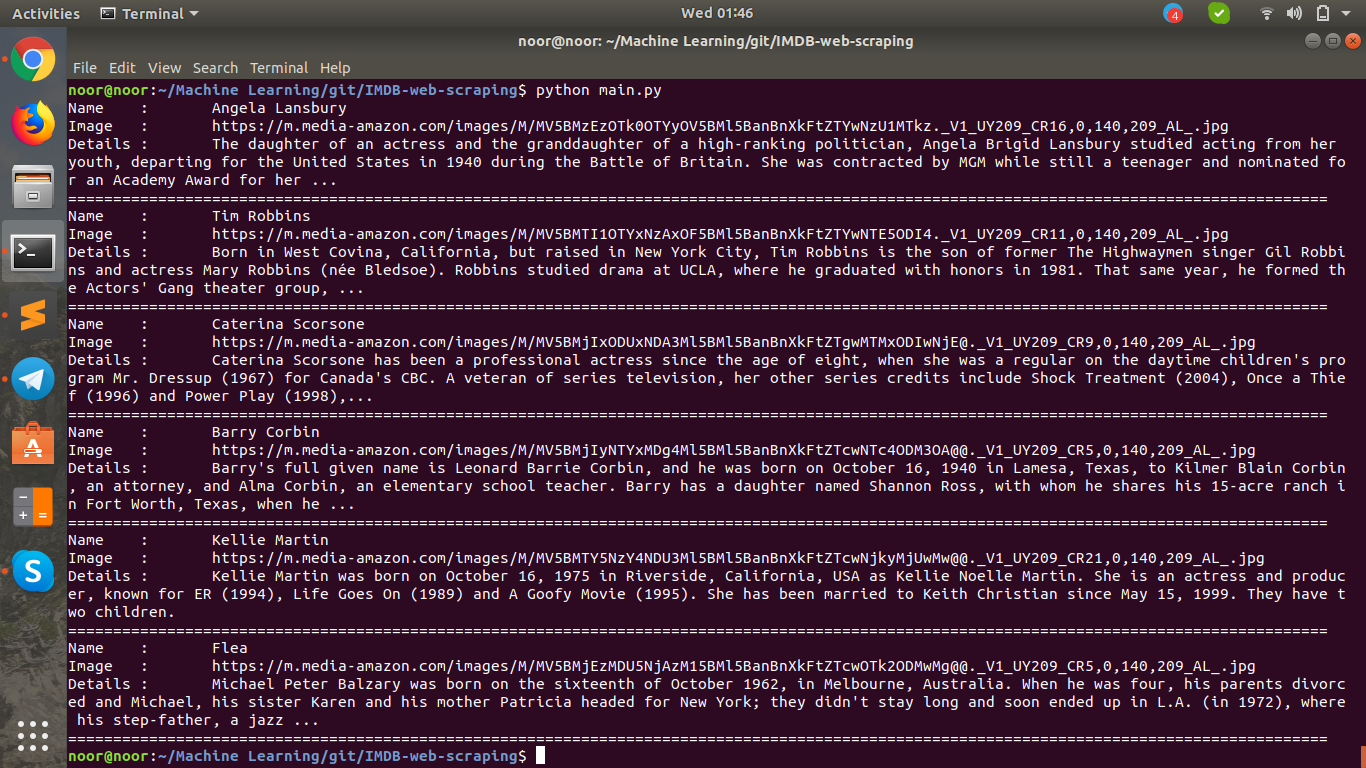 Activities Terminal Wed 01:46 4
noor@noor: ~/Machine Learning/git/IMDB-web-scraping
File Edit View Search Terminal Help
noor@noor:~/Machine Learning/git/IMDB-web-scraping$ python main.py
Name    :       Angela Lansbury
Image   :       https://m.media-amazon.com/images/M/MV5BMzEzOTk0OTYyOV5BMl5BanBnXkFtZTYwNzU1MTkz._V1_UY209_CR16,0,140,209_AL_.jpg
Details :       The daughter of an actress and the granddaughter of a high-ranking politician, Angela Brigid Lansbury studied acting from her
youth, departing for the United States in 1940 during the Battle of Britain. She was contracted by MGM while still a teenager and nominated fo
r an Academy Award for her ...
============================================================================================================================================
Name    :       Tim Robbins
Image   :       https://m.media-amazon.com/images/M/MV5BMTI1OTYxNzAxOF5BMl5BanBnXkFtZTYwNTE5ODI4._V1_UY209_CR11,0,140,209_AL_.jpg
Details :       Born in West Covina, California, but raised in New York City, Tim Robbins is the son of former The Highwaymen singer Gil Robbi
ns and actress Mary Robbins (née Bledsoe). Robbins studied drama at UCLA, where he graduated with honors in 1981. That same year, he formed th
e Actors' Gang theater group, ...
============================================================================================================================================
Name    :       Caterina Scorsone
Image   :       https://m.media-amazon.com/images/M/MV5BMjIxODUxNDA3Ml5BMl5BanBnXkFtZTgwMTMxODIwNjE@._V1_UY209_CR9,0,140,209_AL_.jpg
Details :       Caterina Scorsone has been a professional actress since the age of eight, when she was a regular on the daytime children's pro
gram Mr. Dressup (1967) for Canada's CBC. A veteran of series television, her other series credits include Shock Treatment (2004), Once a Thie
f (1996) and Power Play (1998),...
============================================================================================================================================
Name    :       Barry Corbin
Image   :       https://m.media-amazon.com/images/M/MV5BMjIyNTYxMDg4Ml5BMl5BanBnXkFtZTcwNTc4ODM3OA@@._V1_UY209_CR5,0,140,209_AL_.jpg
Details :       Barry's full given name is Leonard Barrie Corbin, and he was born on October 16, 1940 in Lamesa, Texas, to Kilmer Blain Corbin
, an attorney, and Alma Corbin, an elementary school teacher. Barry has a daughter named Shannon Ross, with whom he shares his 15-acre ranch i
n Fort Worth, Texas, when he ...
============================================================================================================================================
Name    :       Kellie Martin
Image   :       https://m.media-amazon.com/images/M/MV5BMTY5NzY4NDU3Ml5BMl5BanBnXkFtZTcwNjkyMjUwMw@@._V1_UY209_CR21,0,140,209_AL_.jpg
Details :       Kellie Martin was born on October 16, 1975 in Riverside, California, USA as Kellie Noelle Martin. She is an actress and produc
er, known for ER (1994), Life Goes On (1989) and A Goofy Movie (1995). She has been married to Keith Christian since May 15, 1999. They have t
wo children.
============================================================================================================================================
Name    :       Flea
Image   :       https://m.media-amazon.com/images/M/MV5BMjEzMDU5NjAzM15BMl5BanBnXkFtZTcwOTk2ODMwMg@@._V1_UY209_CR5,0,140,209_AL_.jpg
Details :       Michael Peter Balzary was born on the sixteenth of October 1962, in Melbourne, Australia. When he was four, his parents divorc
ed and Michael, his sister Karen and his mother Patricia headed for New York; they didn't stay long and soon ended up in L.A. (in 1972), where
 his step-father, a jazz ...
============================================================================================================================================
noor@noor:~/Machine Learning/git/IMDB-web-scraping$